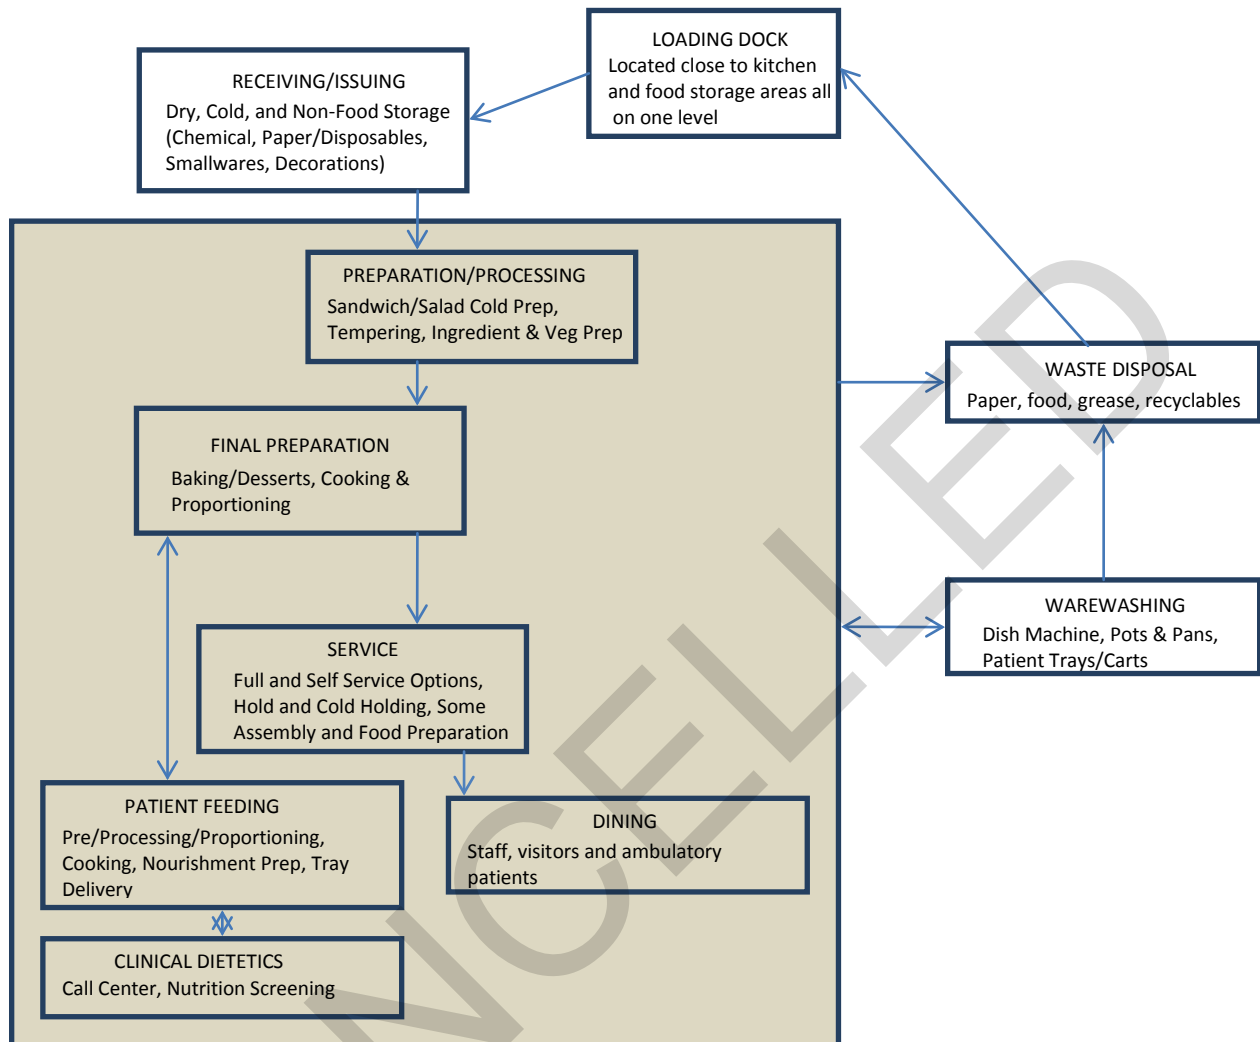 LOADING DOCK
Located close to kitchen
and food storage areas all
on one level
RECEIVING/ISSUING
Dry, Cold, and Non-Food Storage
(Chemical, Paper/Disposables,
Smallwares, Decorations)
PREPARATION/PROCESSING
Sandwich/Salad Cold Prep,
Tempering, Ingredient & Veg Prep
WASTE DISPOSAL
Paper, food, grease, recyclables
FINAL PREPARATION
Baking/Desserts, Cooking &
Proportioning
WAREWASHING
Dish Machine, Pots & Pans,
Patient Trays/Carts
SERVICE
Full and Self Service Options,
Hold and Cold Holding, Some
Assembly and Food Preparation
PATIENT FEEDING
Pre/Processing/Proportioning,
Cooking, Nourishment Prep, Tray
Delivery
DINING
Staff, visitors and ambulatory
patients
CLINICAL DIETETICS
Call Center, Nutrition Screening
NCELLED